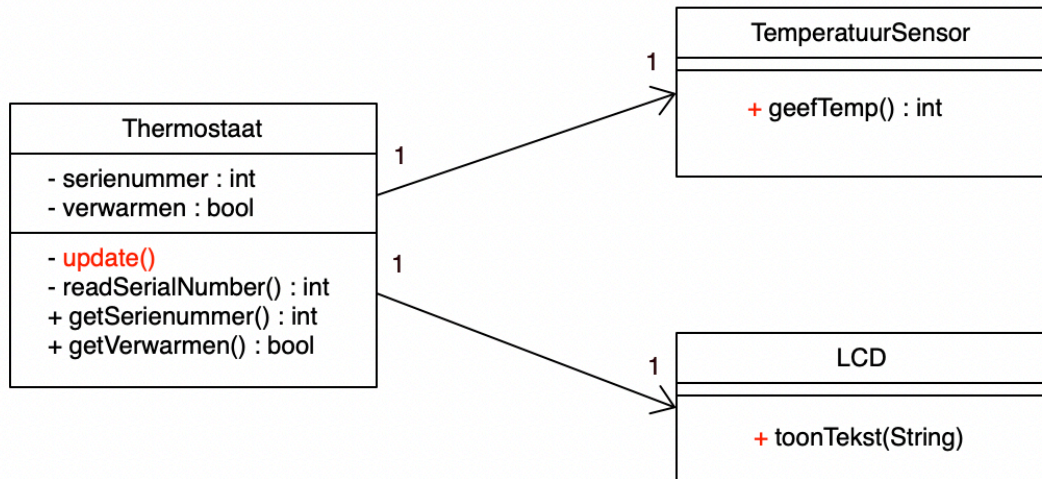 Thermostaat
- serienummer : int
- verwarmen : bool
- update()
- readSerialNumber() : int
+ getSerienummer() : int
+ getVerwarmen() : bool
1
1
TemperatuurSensor
+ geefTemp() : int
1
1
LCD
+ toonTekst(String)